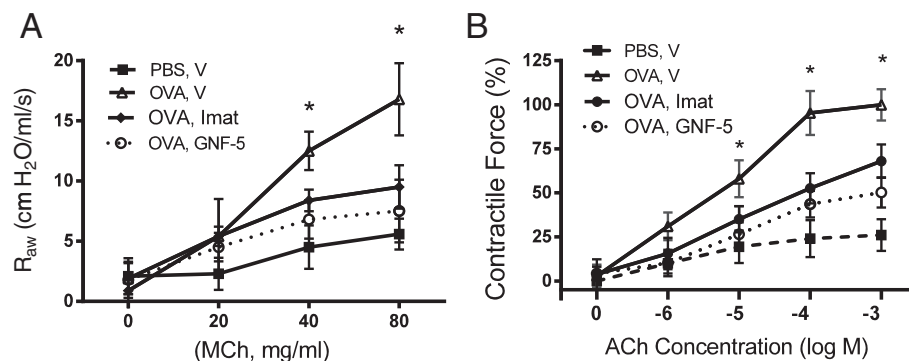 A
*
*
20
15
10
5
0
R_aw (cm H₂O/ml/s)
PBS, V
OVA, V
OVA, Imat
OVA, GNF-5
0 20 40 80
(MCh, mg/ml)
B
*
*
*
125
100
75
50
25
0
Contractile Force (%)
PBS, V
OVA, V
OVA, Imat
OVA, GNF-5
0 -6 -5 -4 -3
ACh Concentration (log M)